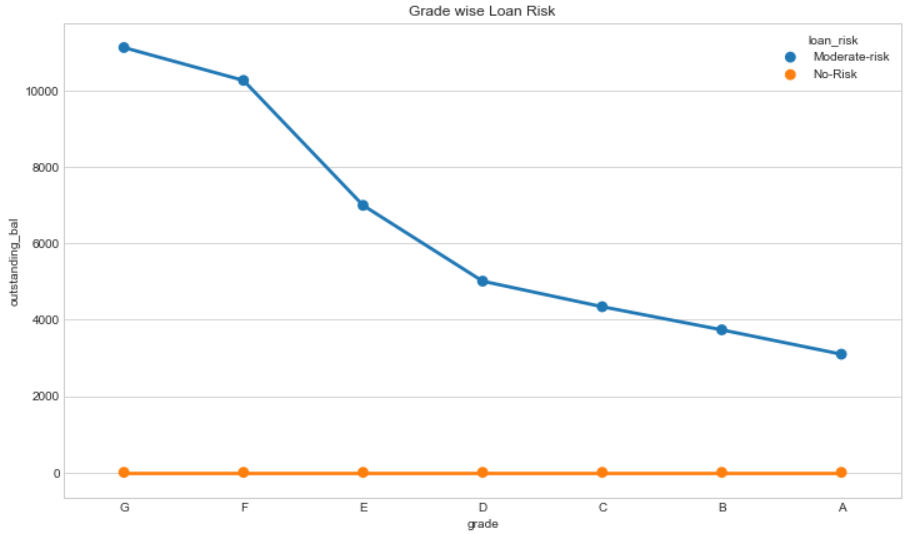 Grade wise Loan Risk
loan_risk
Moderate-risk
No-Risk
10000
8000
6000
4000
2000
0
outstanding_bal
G F E D C B A
grade